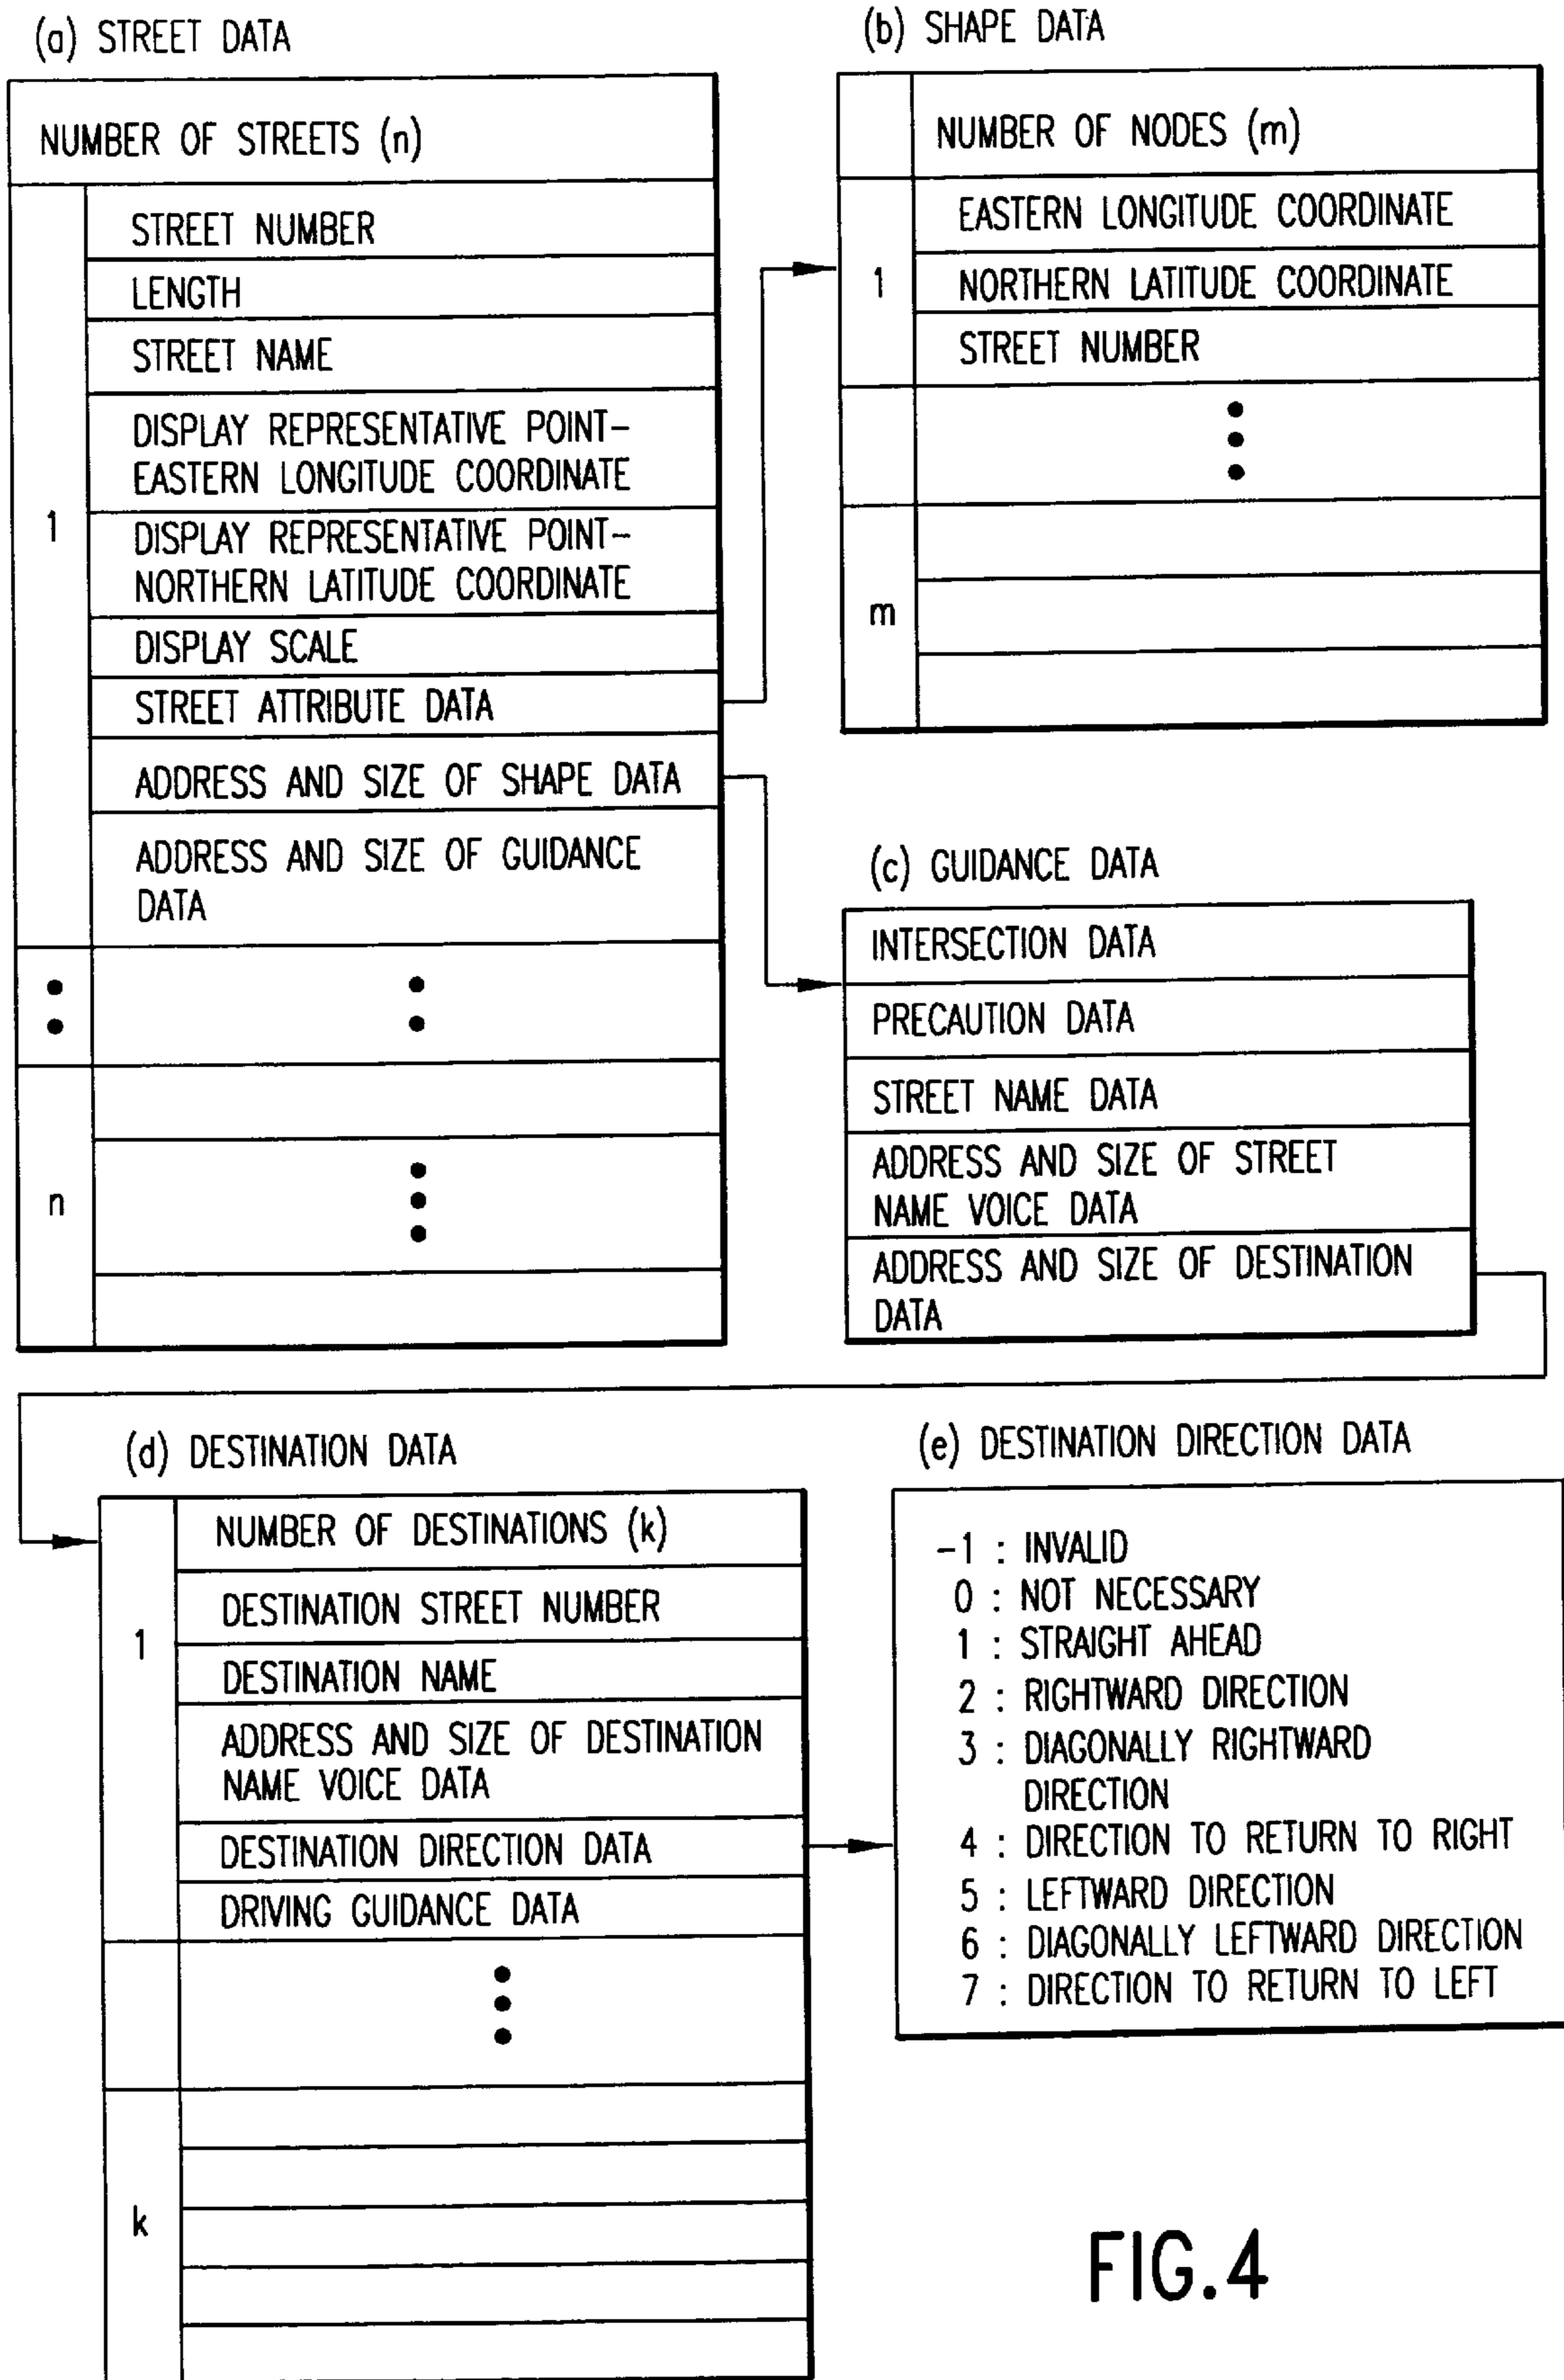 (a) STREET DATA
NUMBER OF STREETS (n)
1
STREET NUMBER
LENGTH
STREET NAME
DISPLAY REPRESENTATIVE POINT-
EASTERN LONGITUDE COORDINATE
DISPLAY REPRESENTATIVE POINT-
NORTHERN LATITUDE COORDINATE
DISPLAY SCALE
STREET ATTRIBUTE DATA
ADDRESS AND SIZE OF SHAPE DATA
ADDRESS AND SIZE OF GUIDANCE
DATA
n
(b) SHAPE DATA
NUMBER OF NODES (m)
1
EASTERN LONGITUDE COORDINATE
NORTHERN LATITUDE COORDINATE
STREET NUMBER
m
(c) GUIDANCE DATA
INTERSECTION DATA
PRECAUTION DATA
STREET NAME DATA
ADDRESS AND SIZE OF STREET
NAME VOICE DATA
ADDRESS AND SIZE OF DESTINATION
DATA
(d) DESTINATION DATA
1
NUMBER OF DESTINATIONS (k)
DESTINATION STREET NUMBER
DESTINATION NAME
ADDRESS AND SIZE OF DESTINATION
NAME VOICE DATA
DESTINATION DIRECTION DATA
DRIVING GUIDANCE DATA
k
(e) DESTINATION DIRECTION DATA
-1 : INVALID
0 : NOT NECESSARY
1 : STRAIGHT AHEAD
2 : RIGHTWARD DIRECTION
3 : DIAGONALLY RIGHTWARD
DIRECTION
4 : DIRECTION TO RETURN TO RIGHT
5 : LEFTWARD DIRECTION
6 : DIAGONALLY LEFTWARD DIRECTION
7 : DIRECTION TO RETURN TO LEFT
FIG.4